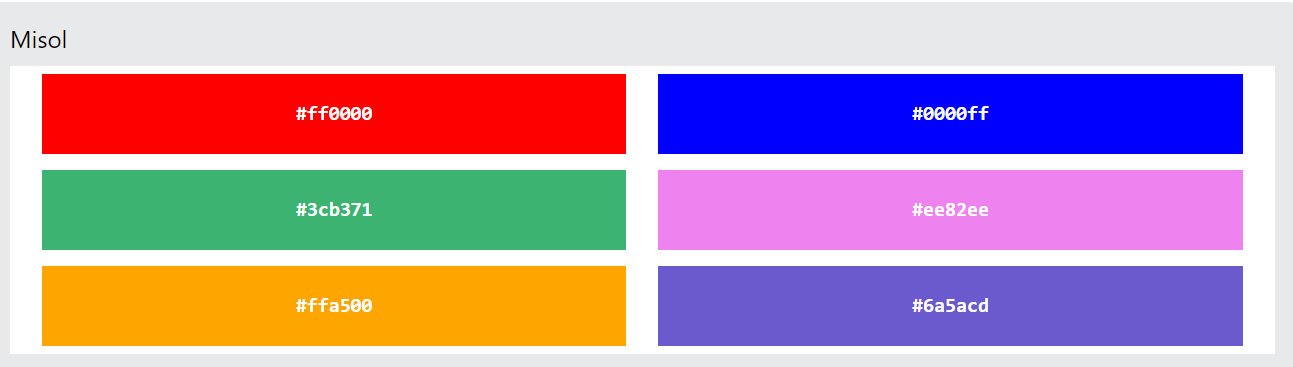 Misol
#ff0000 #0000ff
#3cb371 #ee82ee
#ffa500 #6a5acd